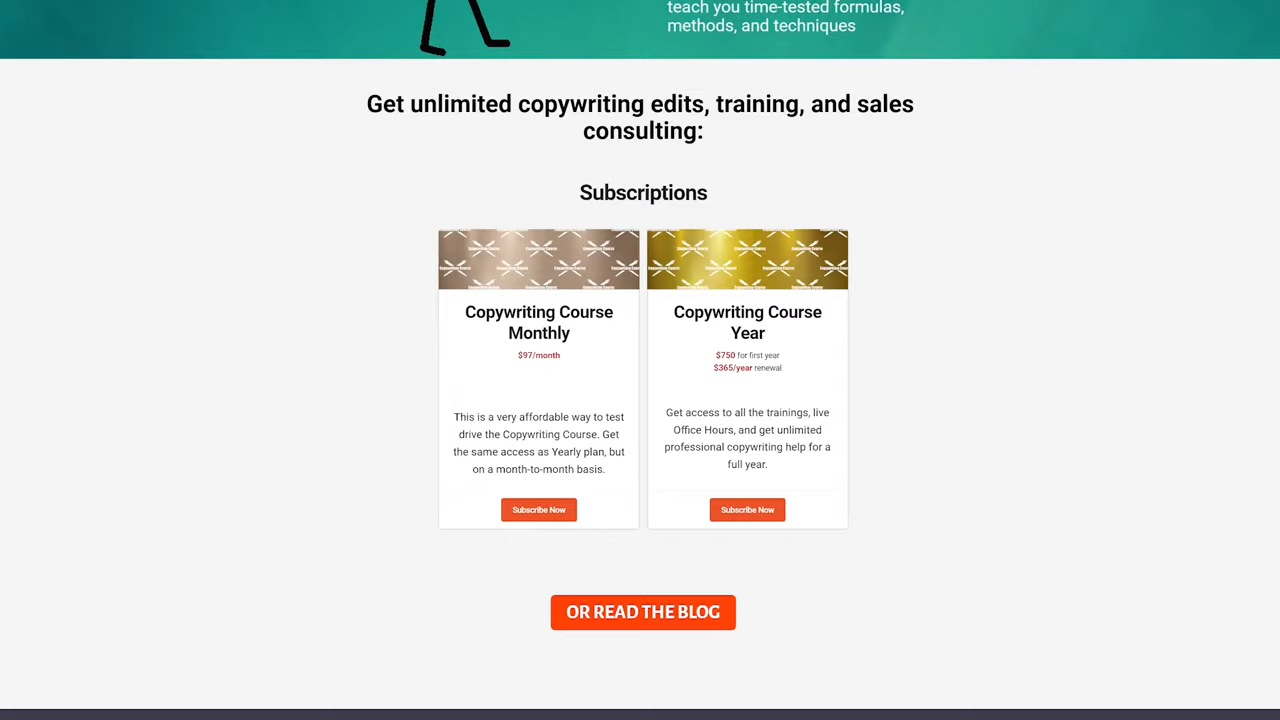 teach you time-tested formulas,
methods, and techniques
Get unlimited copywriting edits, training, and sales
consulting:
Subscriptions
Copywriting Course
Monthly
$97/month
This is a very affordable way to test
drive the Copywriting Course. Get
the same access as Yearly plan, but
on a month-to-month basis.
Subscribe Now
Copywriting Course
Year
$750 for first year
$365/year renewal
Get access to all the trainings, live
Office Hours, and get unlimited
professional copywriting help for a
full year.
Subscribe Now
OR READ THE BLOG